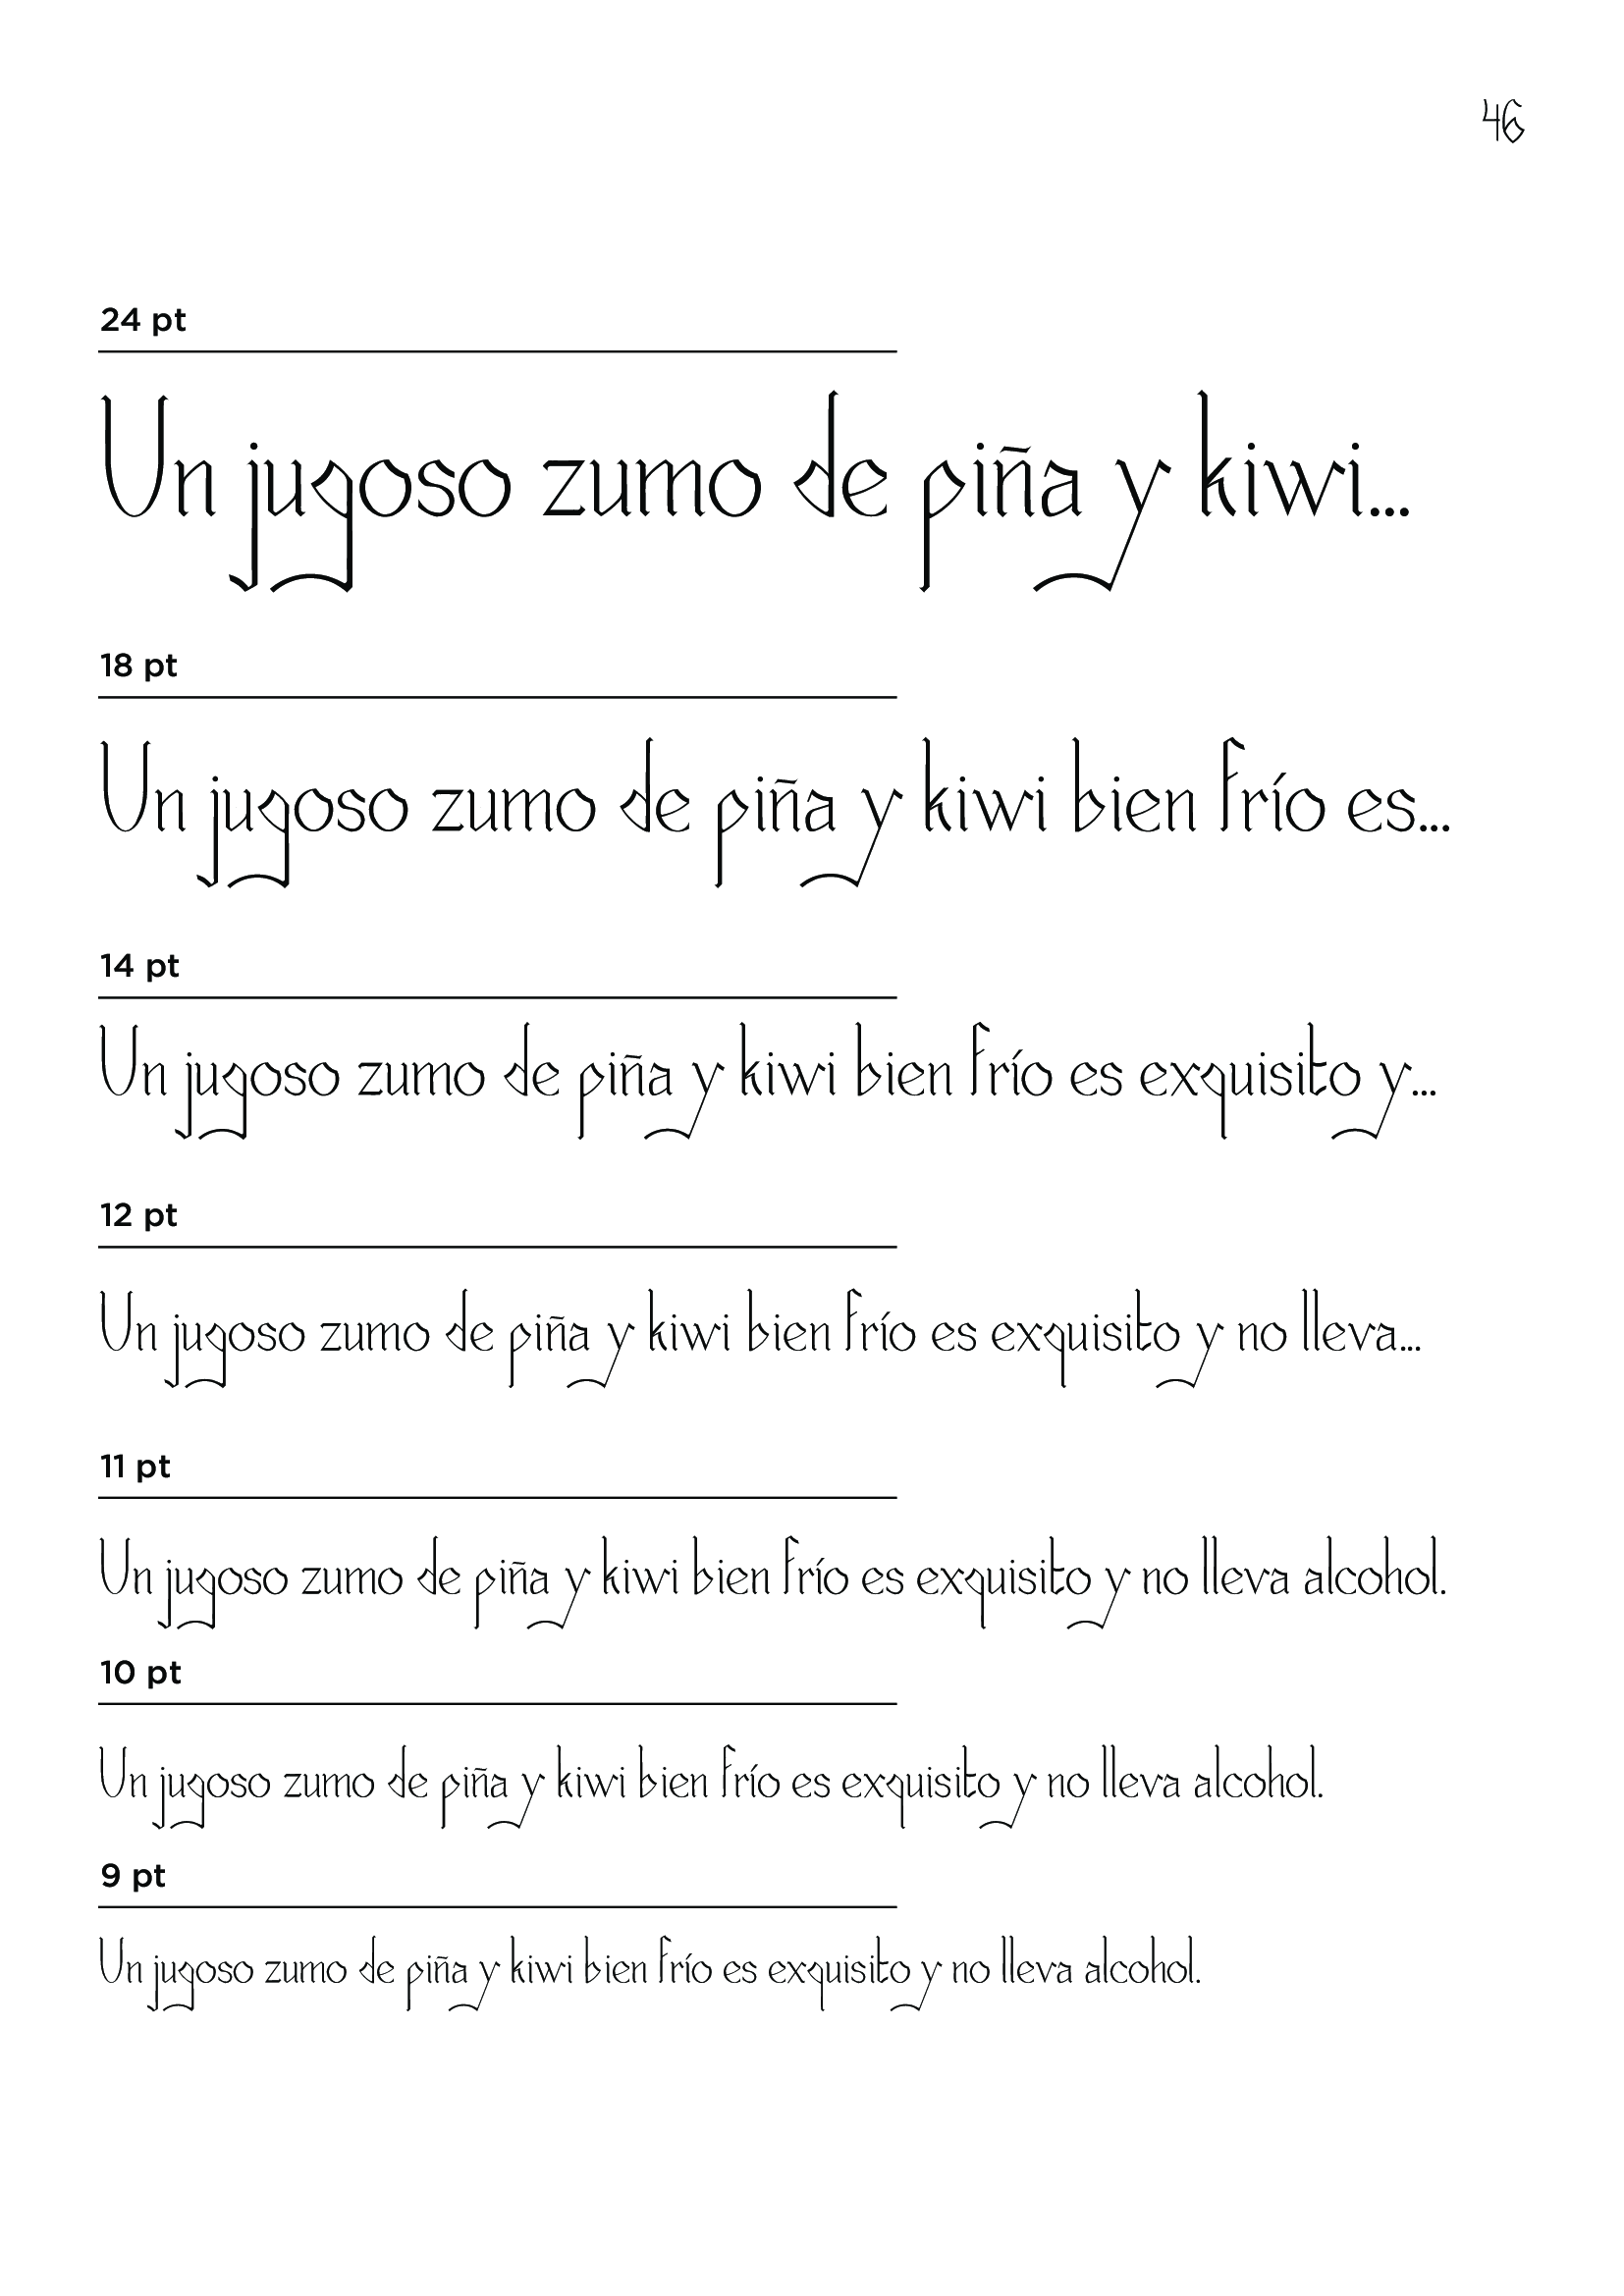 46
24 pt
Un jugoso zumo de piña y kiwi...
18 pt
Un jugoso zumo de piña y kiwi bien frío es...
14 pt
Un jugoso zumo de piña y kiwi bien frío es exquisito y...
12 pt
Un jugoso zumo de piña y kiwi bien frío es exquisito y no lleva...
11 pt
Un jugoso zumo de piña y kiwi bien frío es exquisito y no lleva alcohol.
10 pt
Un jugoso zumo de piña y kiwi bien frío es exquisito y no lleva alcohol.
9 pt
Un jugoso zumo de piña y kiwi bien frío es exquisito y no lleva alcohol.